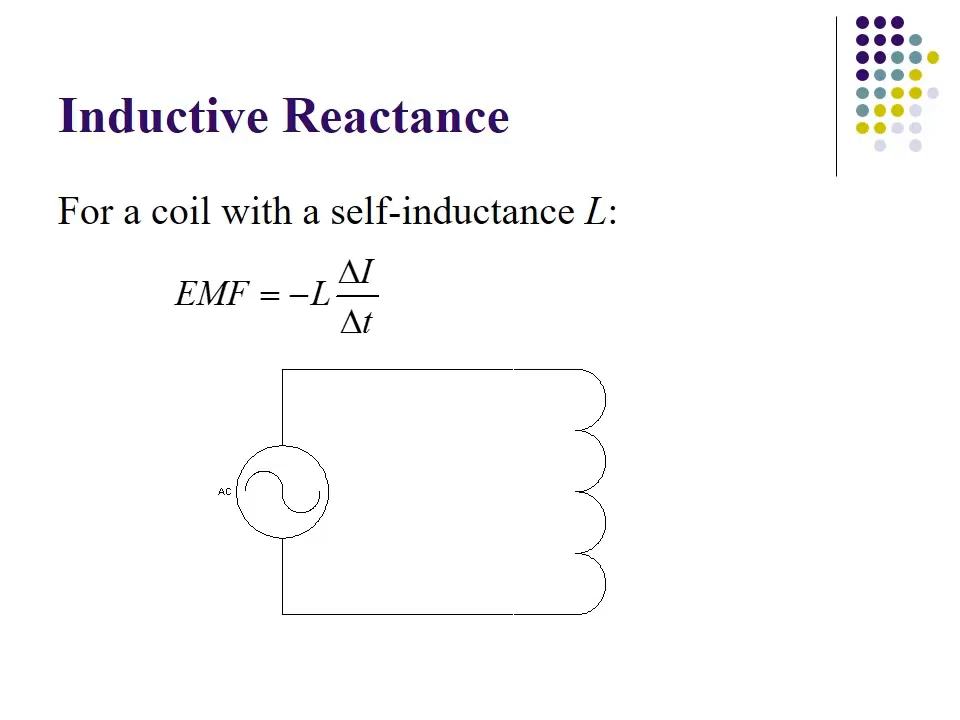 Inductive Reactance
For a coil with a self-inductance L:
EMF = −L ΔI/Δt
AC